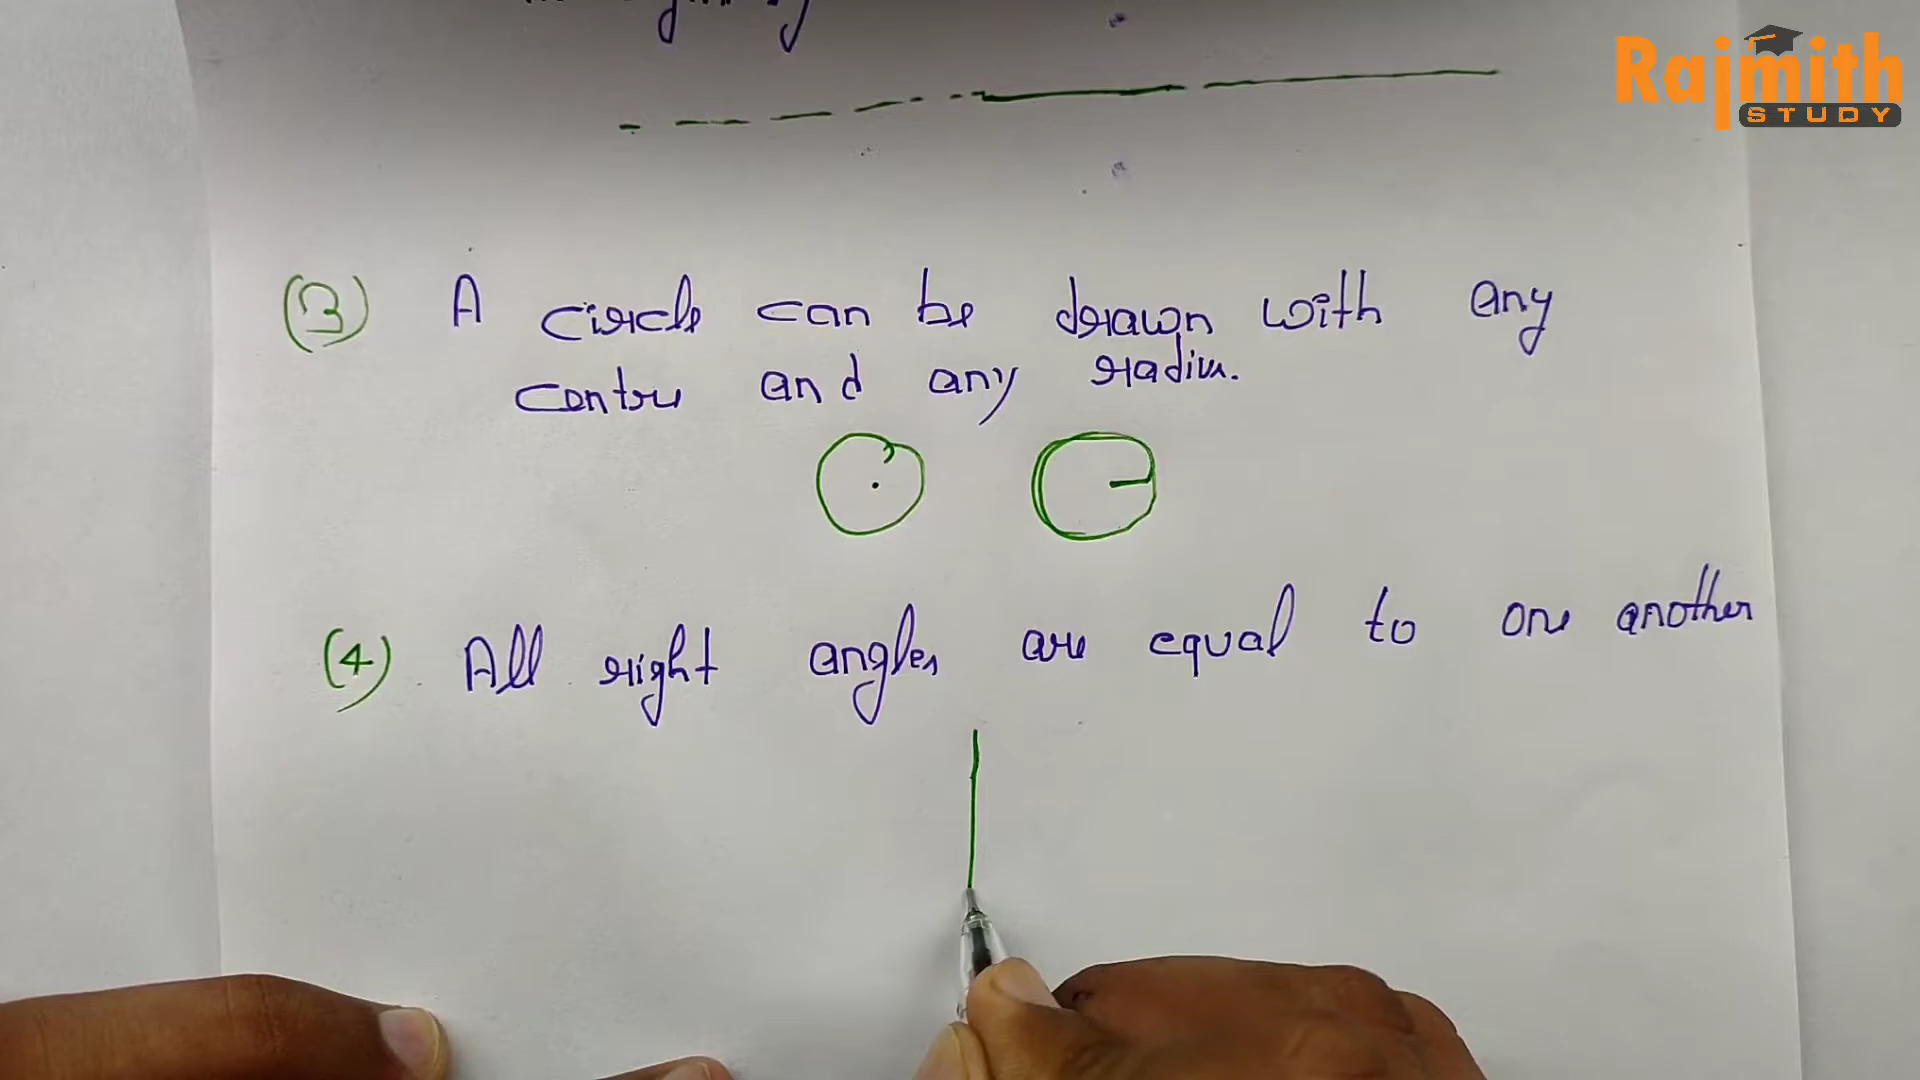 Rajmith
STUDY
(3) A circle can be drawn with any
centre and any radius.
(4) All right angles are equal to one another